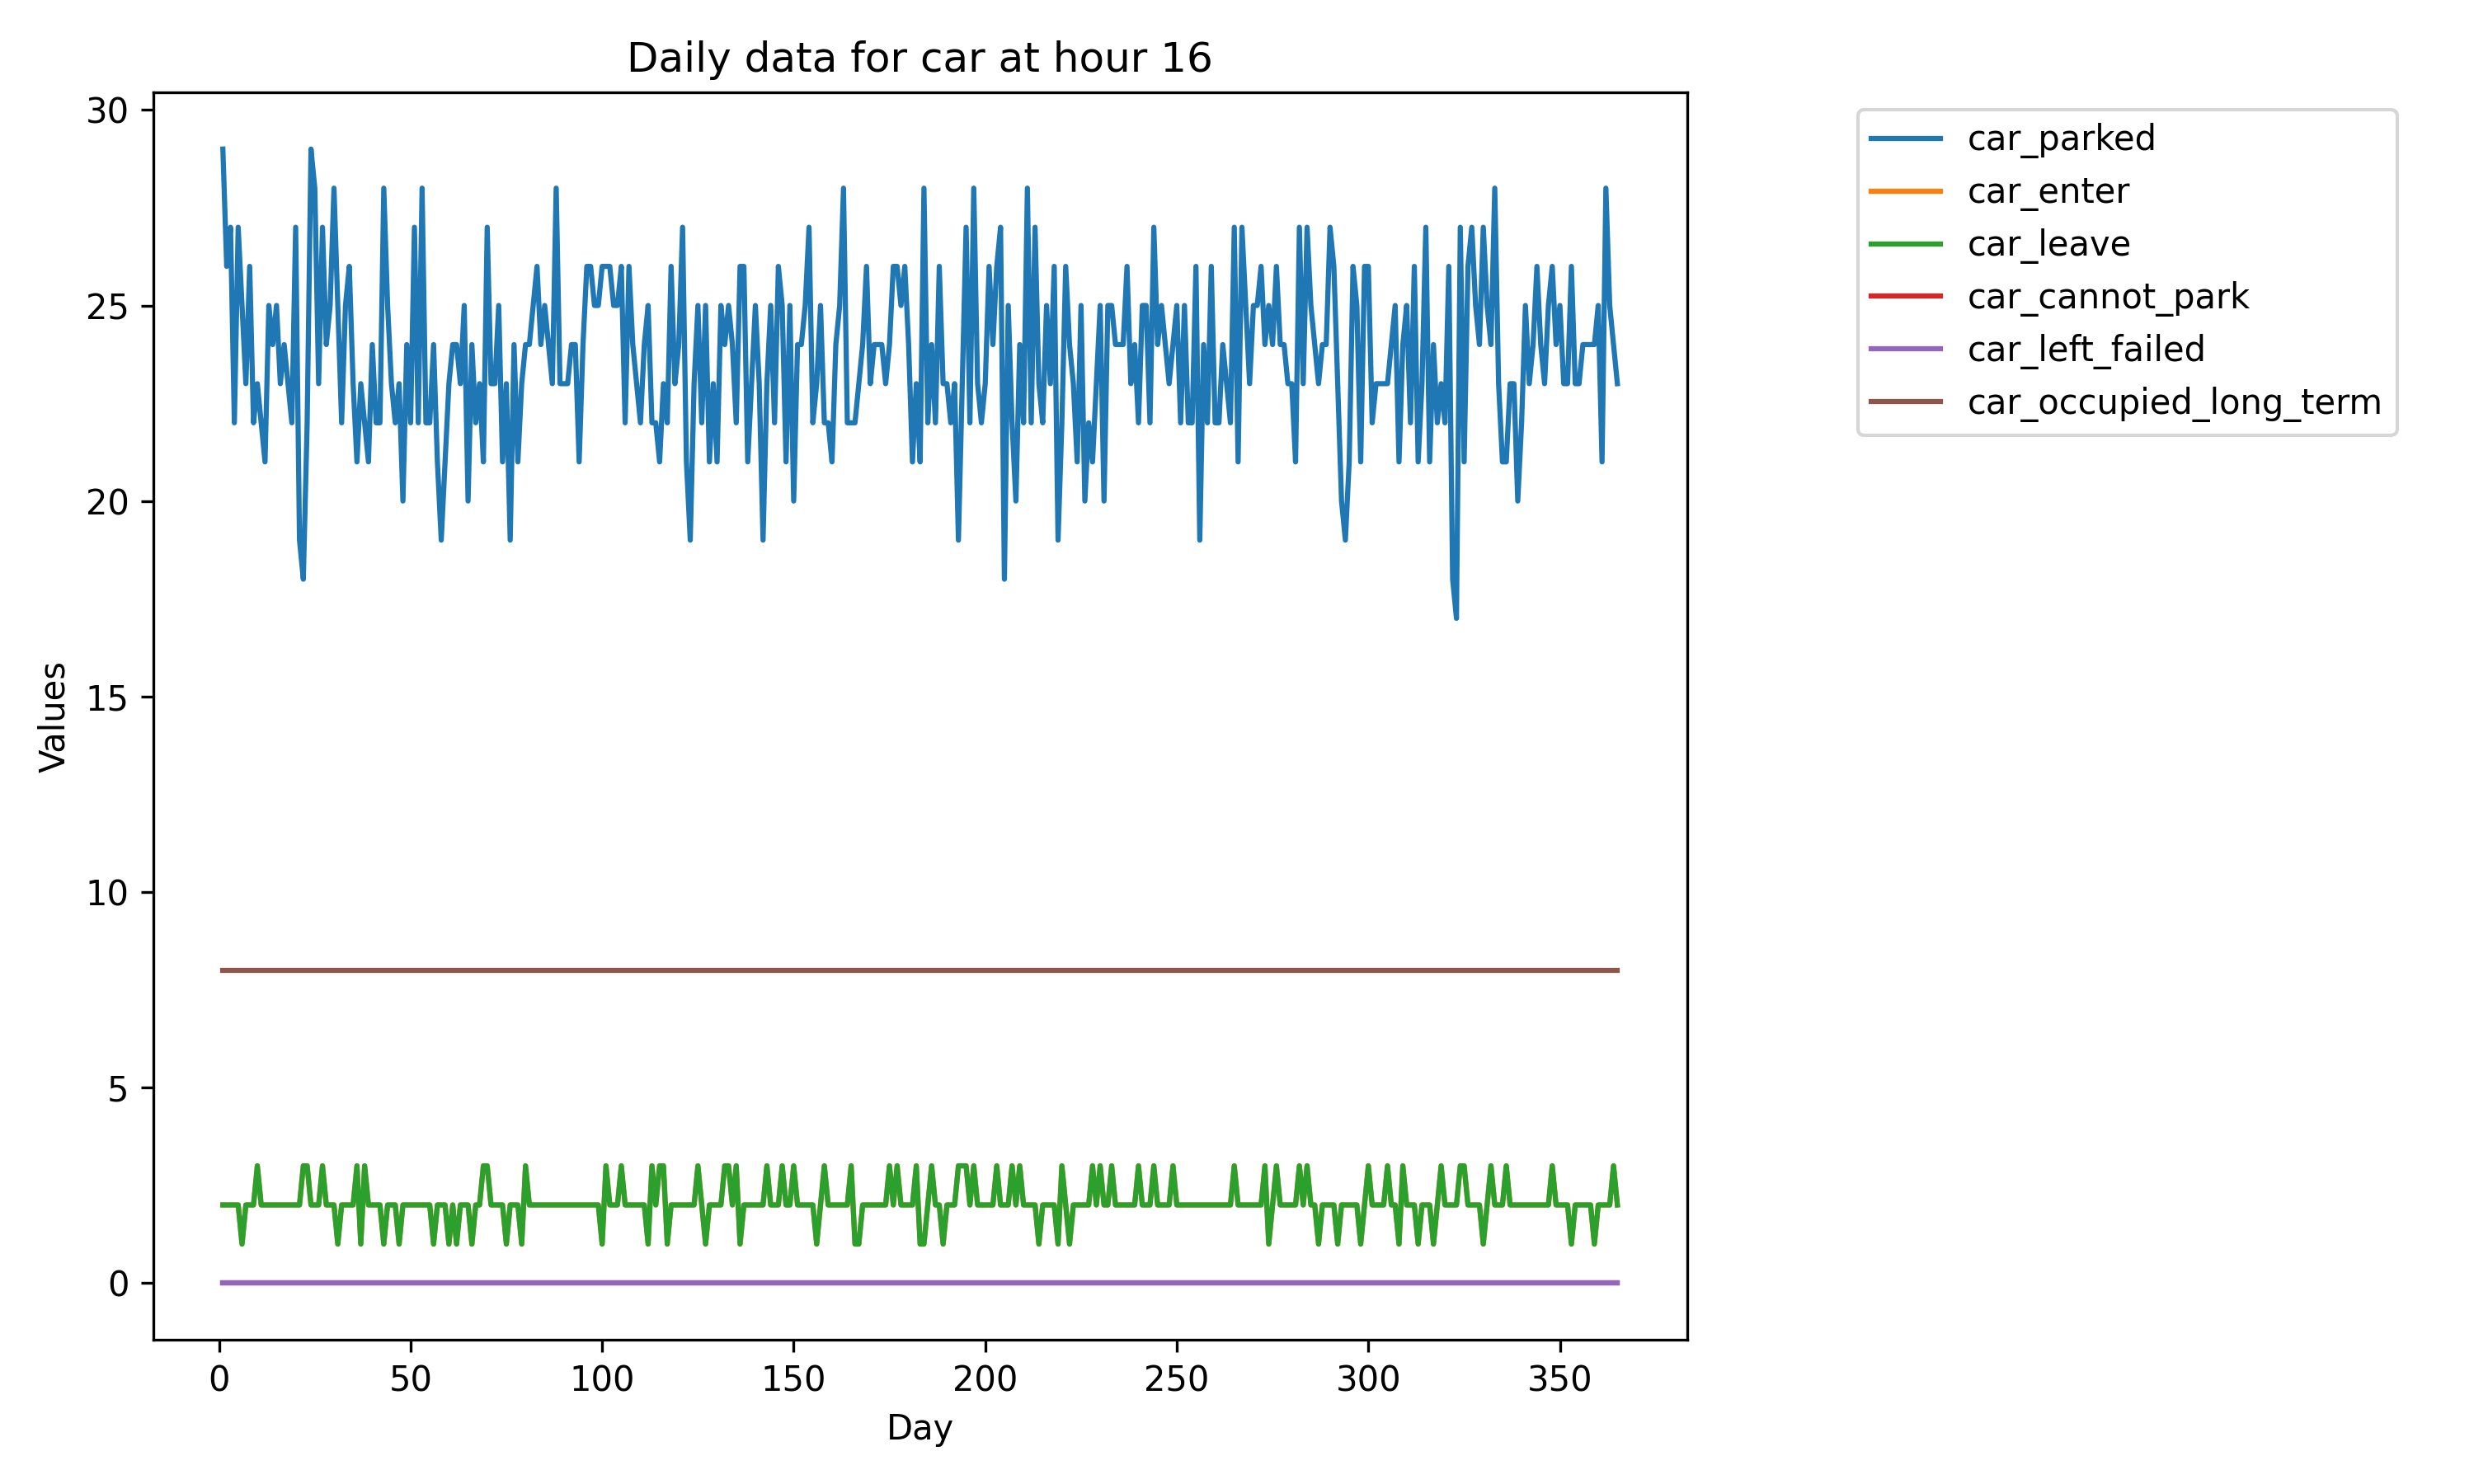 Daily data for car at hour 16
30
25
20
15
10
5
0
Values
0 50 100 150 200 250 300 350
Day
car_parked
car_enter
car_leave
car_cannot_park
car_left_failed
car_occupied_long_term